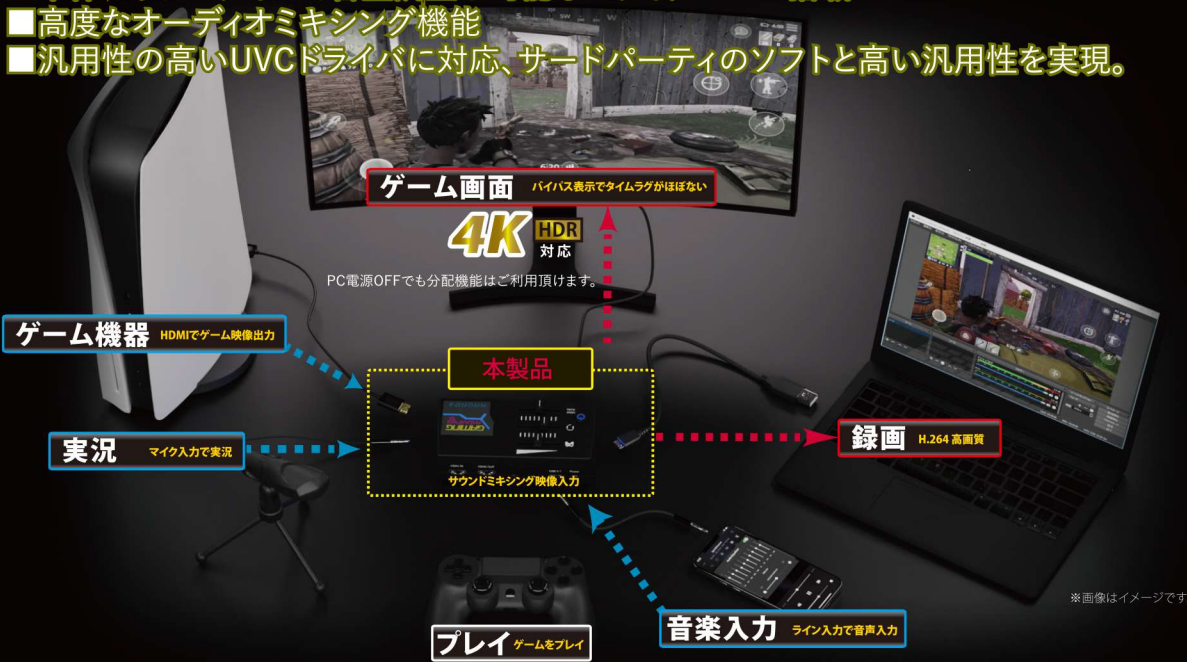 ■高度なオーディオミキシング機能
■汎用性の高いUVCドライバに対応、サードパーティのソフトと高い汎用性を実現。
ゲーム画面 バイパス表示でタイムラグがほぼない
4K HDR 対応
PC電源OFFでも分配機能はご利用頂けます。
ゲーム機器 HDMIでゲーム映像出力
本製品
実況 マイク入力で実況
録画 H.264 高画質
サウンドミキシング映像入力
※画像はイメージです
音楽入力 ライン入力で音声入力
プレイ ゲームをプレイ